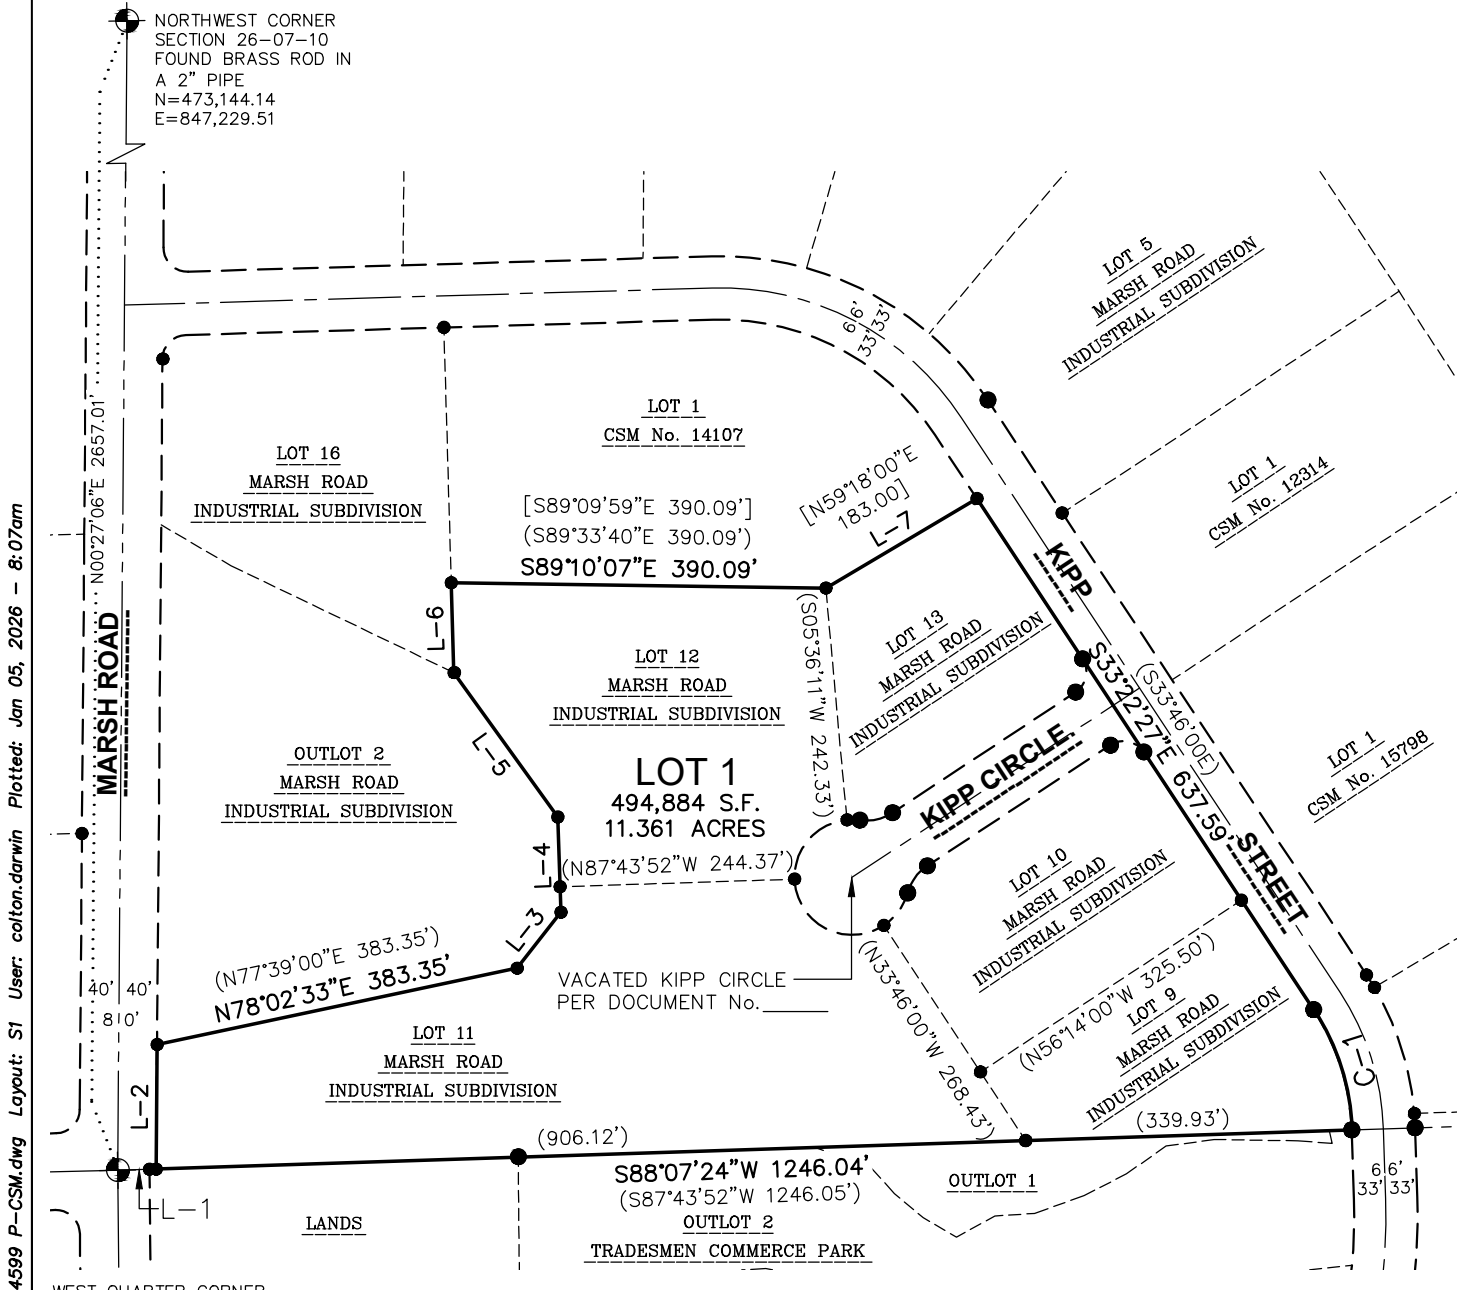 NORTHWEST CORNER
SECTION 26-07-10
FOUND BRASS ROD IN
A 2" PIPE
N=473,144.14
E=847,229.51
66'
33'33'
LOT 5
MARSH ROAD
INDUSTRIAL SUBDIVISION
LOT 1
CSM No. 14107
LOT 16
MARSH ROAD
INDUSTRIAL SUBDIVISION
[S89°09'59"E 390.09']
(S89°33'40"E 390.09')
S89°10'07"E 390.09'
[N59°18'00"E
183.00]
L-7
LOT 1
CSM No. 12314
N00°27'06"E 2657.01'
MARSH ROAD
KIPP
STREET
L-6
LOT 12
MARSH ROAD
INDUSTRIAL SUBDIVISION
(S05°36'11"W 242.33')
LOT 13
MARSH ROAD
INDUSTRIAL SUBDIVISION
S33°22'27"E 637.59'
(S33°46'00E)
LOT 1
CSM No. 15798
L-5
OUTLOT 2
MARSH ROAD
INDUSTRIAL SUBDIVISION
LOT 1
494,884 S.F.
11.361 ACRES
KIPP CIRCLE
L-4
(N87°43'52"W 244.37')
LOT 10
MARSH ROAD
INDUSTRIAL SUBDIVISION
L-3
(N77°39'00"E 383.35')
N78°02'33"E 383.35'
VACATED KIPP CIRCLE
PER DOCUMENT No.______
(N33°46'00"W 268.43')
(N56°14'00"W 325.50')
LOT 9
MARSH ROAD
INDUSTRIAL SUBDIVISION
40' 40'
80'
L-2
LOT 11
MARSH ROAD
INDUSTRIAL SUBDIVISION
C-1
(906.12')
(339.93')
S88°07'24"W 1246.04'
(S87°43'52"W 1246.05')
L-1
OUTLOT 1
66'
33' 33'
LANDS
OUTLOT 2
TRADESMEN COMMERCE PARK
WEST QUARTER CORNER
4599 P-CSM.dwg Layout: S1 User: colton.darwin Plotted: Jan 05, 2026 - 8:07am